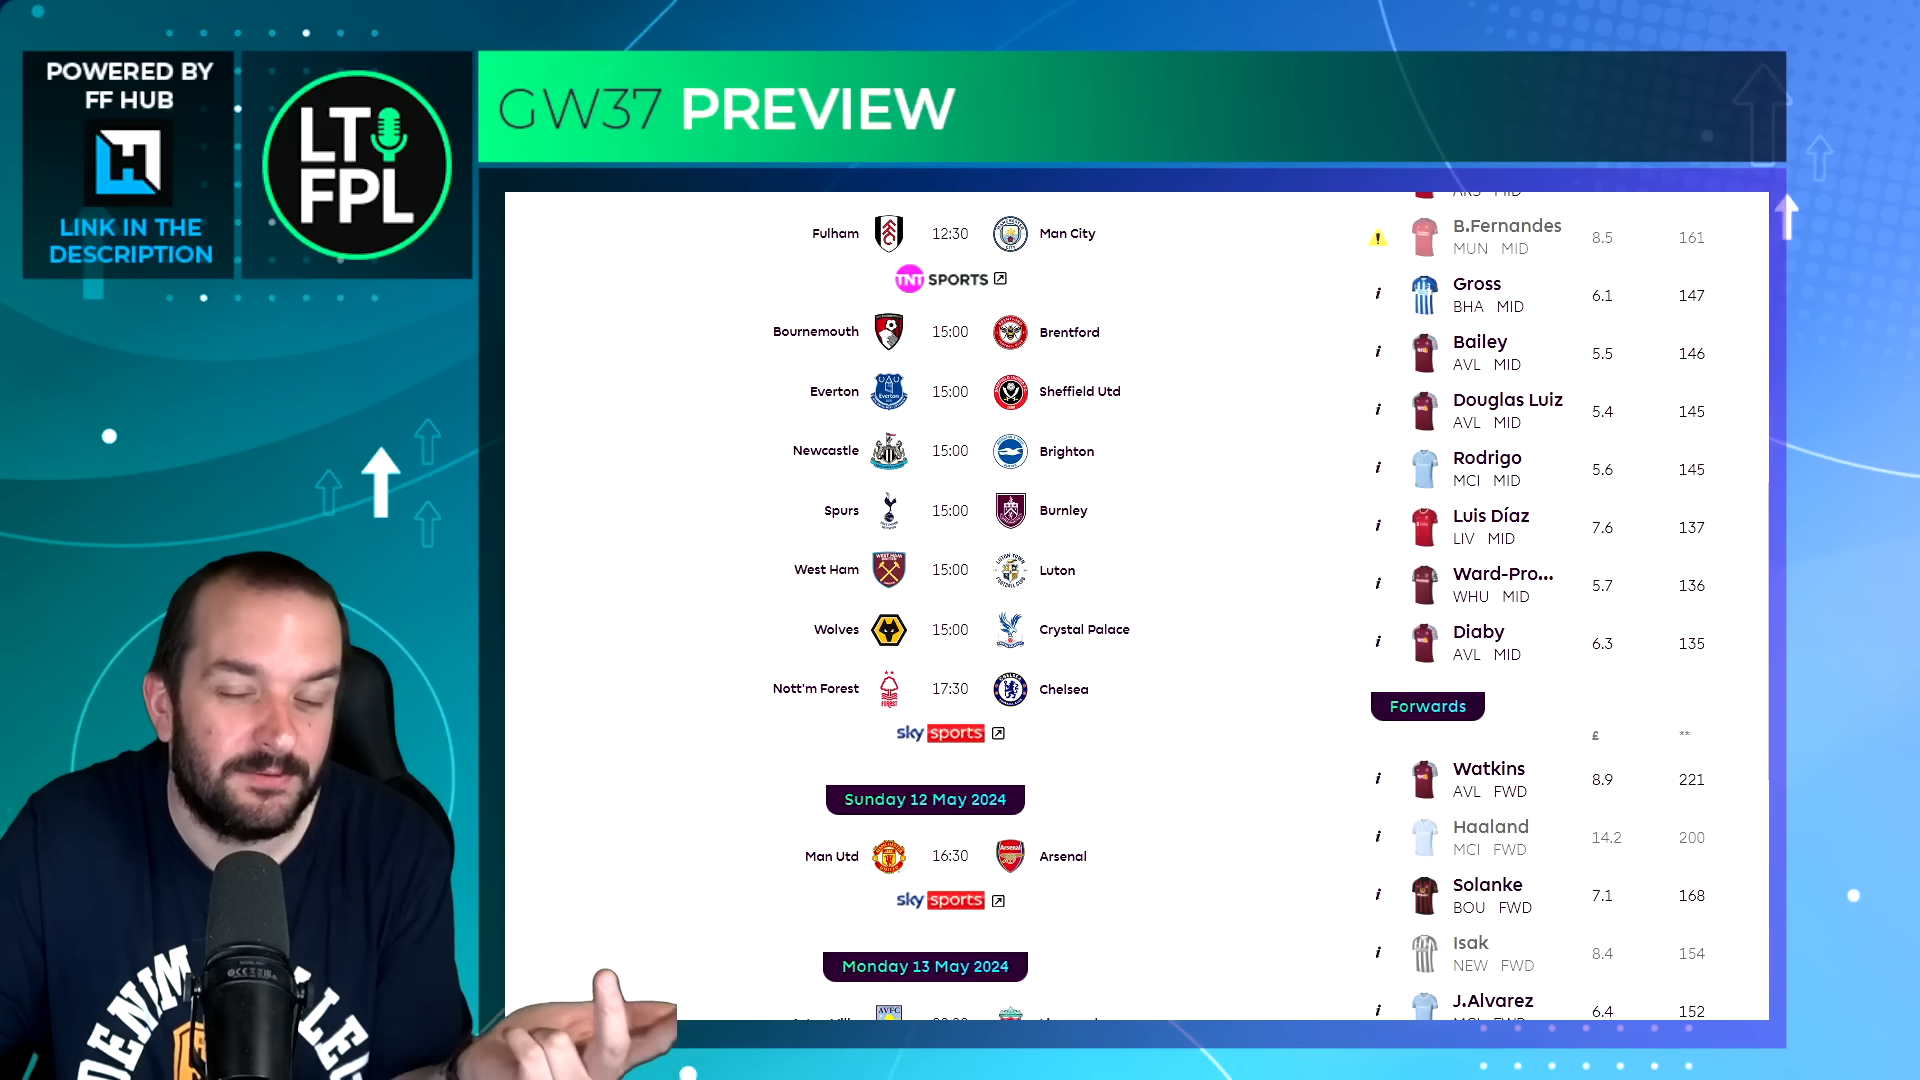 POWERED BY
FF HUB
LINK IN THE
DESCRIPTION
LT
FPL
GW37 PREVIEW
Fulham 12:30 Man City
TNT SPORTS
Bournemouth 15:00 Brentford
Everton 15:00 Sheffield Utd
Newcastle 15:00 Brighton
Spurs 15:00 Burnley
West Ham 15:00 Luton
Wolves 15:00 Crystal Palace
Nott'm Forest 17:30 Chelsea
sky sports
Sunday 12 May 2024
Man Utd 16:30 Arsenal
sky sports
Monday 13 May 2024
B.Fernandes 8.5 161
MUN MID
Gross 6.1 147
BHA MID
Bailey 5.5 146
AVL MID
Douglas Luiz 5.4 145
AVL MID
Rodrigo 5.6 145
MCI MID
Luis Díaz 7.6 137
LIV MID
Ward-Pro... 5.7 136
WHU MID
Diaby 6.3 135
AVL MID
Forwards
£ **
Watkins 8.9 221
AVL FWD
Haaland 14.2 200
MCI FWD
Solanke 7.1 168
BOU FWD
Isak 8.4 154
NEW FWD
J.Alvarez 6.4 152
DENIM